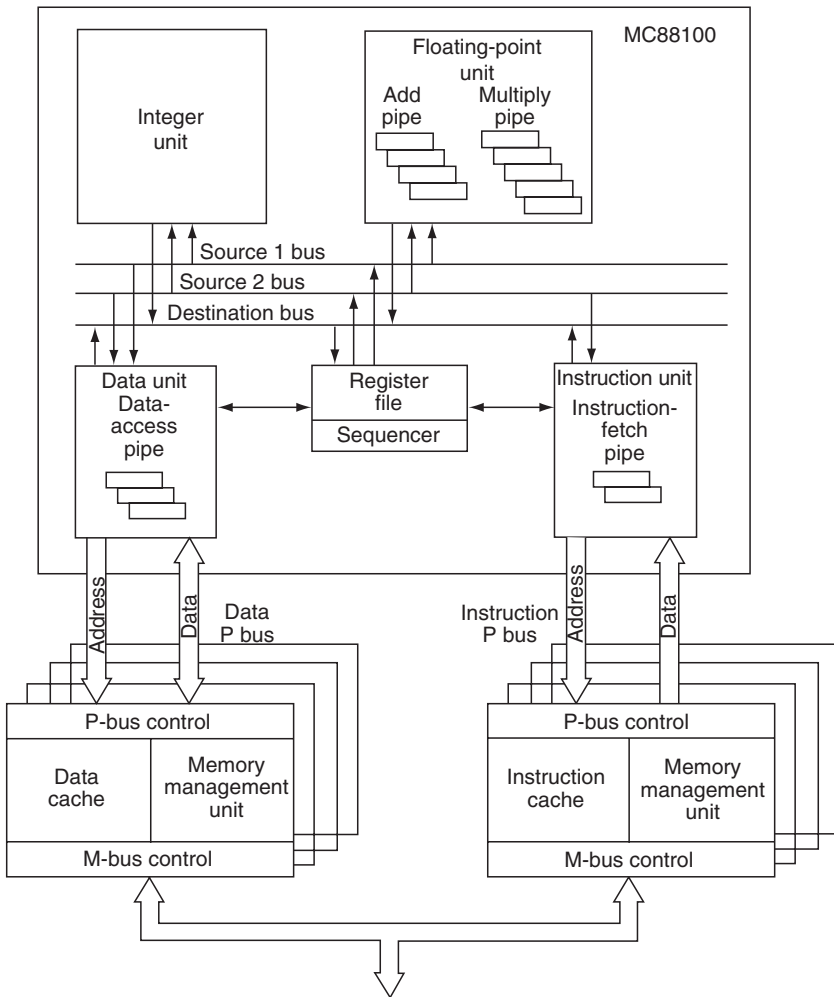 MC88100
Integer
unit
Floating-point
unit
Add
pipe
Multiply
pipe
Source 1 bus
Source 2 bus
Destination bus
Data unit
Data-
access
pipe
Register
file
Sequencer
Instruction unit
Instruction-
fetch
pipe
Address
Data
Data
P bus
Instruction
P bus
Address
Data
P-bus control
Data
cache
Memory
management
unit
M-bus control
P-bus control
Instruction
cache
Memory
management
unit
M-bus control